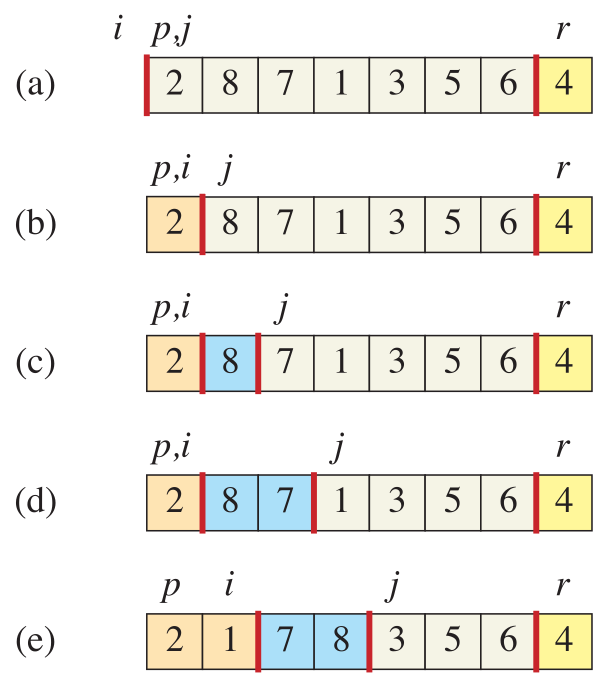 i p,j r
(a) 2 8 7 1 3 5 6 4
p,i j r
(b) 2 8 7 1 3 5 6 4
p,i j r
(c) 2 8 7 1 3 5 6 4
p,i j r
(d) 2 8 7 1 3 5 6 4
p i j r
(e) 2 1 7 8 3 5 6 4